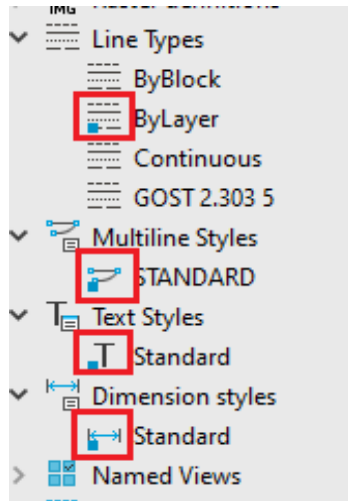 Line Types
ByBlock
ByLayer
Continuous
GOST 2.303 5
Multiline Styles
STANDARD
Text Styles
Standard
Dimension styles
Standard
Named Views